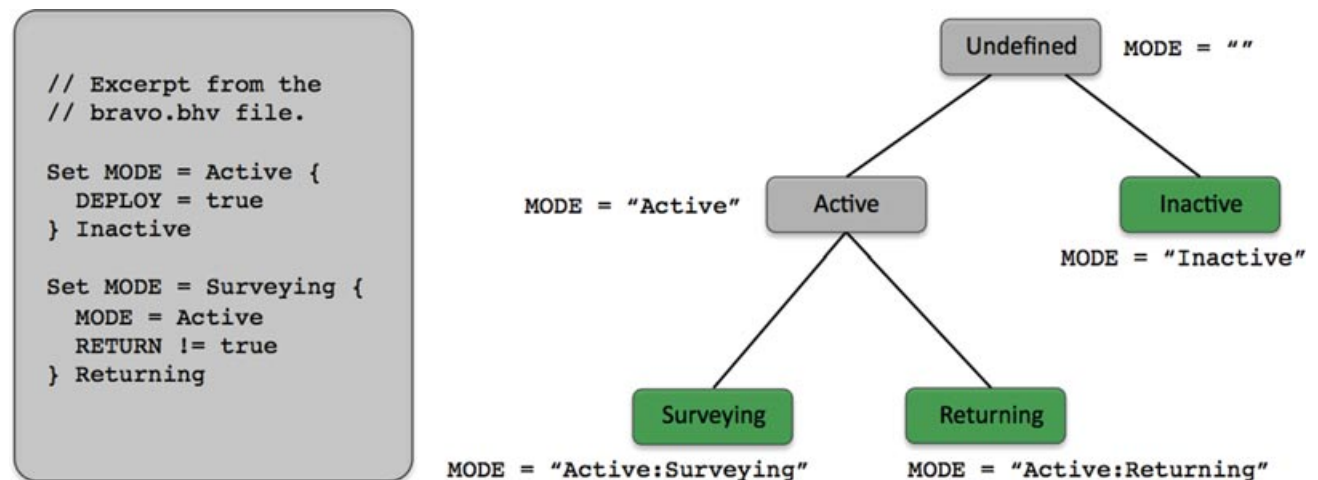 // Excerpt from the
// bravo.bhv file.
Set MODE = Active {
DEPLOY = true
} Inactive
Set MODE = Surveying {
MODE = Active
RETURN != true
} Returning
Undefined
MODE = “”
MODE = “Active”
Active
Inactive
MODE = “Inactive”
Surveying
Returning
MODE = “Active:Surveying”
MODE = “Active:Returning”